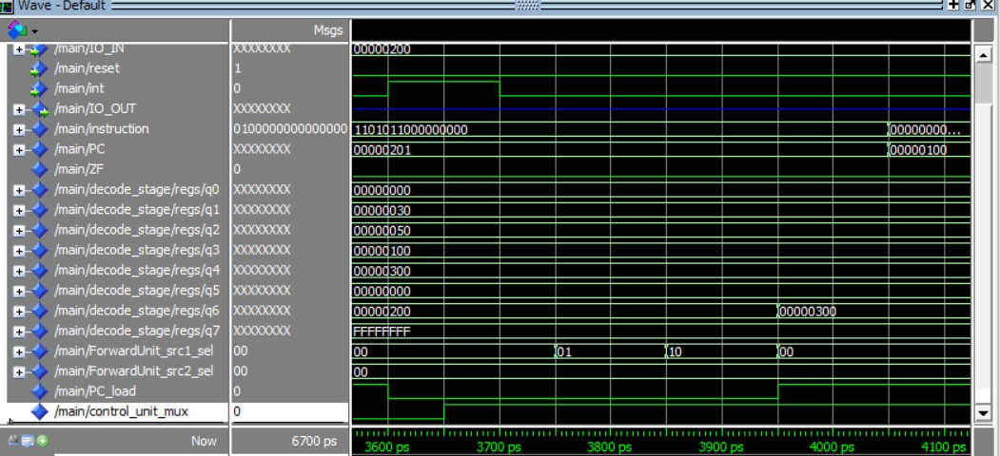 Wave - Default
Msgs
/main/IO_IN XXXXXXXX 00000200
/main/reset 1
/main/int 0
/main/IO_OUT XXXXXXXX
/main/instruction 0100000000000000 1101011000000000 00000000...
/main/PC XXXXXXXX 00000201 00000100
/main/ZF 0
/main/decode_stage/regs/q0 XXXXXXXX 00000000
/main/decode_stage/regs/q1 XXXXXXXX 00000030
/main/decode_stage/regs/q2 XXXXXXXX 00000050
/main/decode_stage/regs/q3 XXXXXXXX 00000100
/main/decode_stage/regs/q4 XXXXXXXX 00000300
/main/decode_stage/regs/q5 XXXXXXXX 00000000
/main/decode_stage/regs/q6 XXXXXXXX 00000200 00000300
/main/decode_stage/regs/q7 XXXXXXXX FFFFFFFF
/main/ForwardUnit_src1_sel 00 00 01 10 00
/main/ForwardUnit_src2_sel 00 00
/main/PC_load 0
/main/control_unit_mux 0
Now 6700 ps 3600 ps 3700 ps 3800 ps 3900 ps 4000 ps 4100 ps